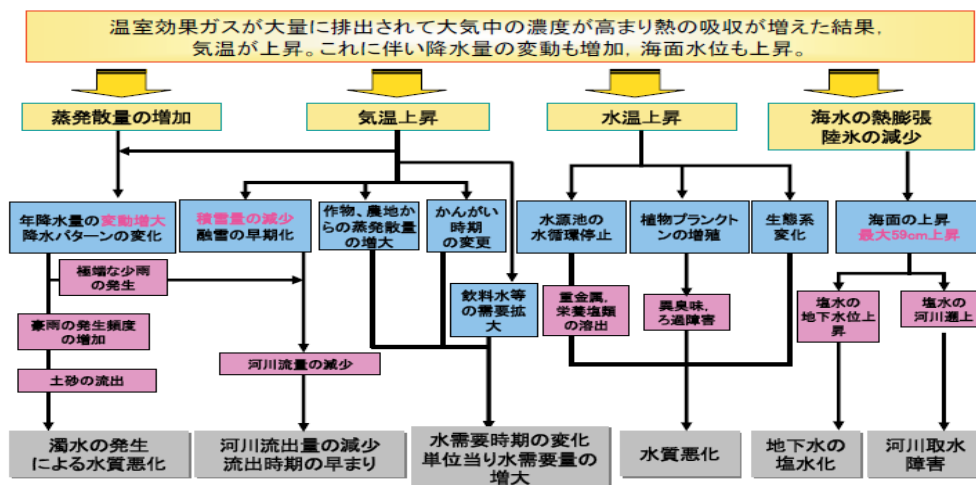 温室効果ガスが大量に排出されて大気中の濃度が高まり熱の吸収が増えた結果，
気温が上昇。これに伴い降水量の変動も増加，海面水位も上昇。
蒸発散量の増加
気温上昇
水温上昇
海水の熱膨張
陸氷の減少
年降水量の変動増大
降水パターンの変化
積雪量の減少
融雪の早期化
作物、農地か
らの蒸発散量
の増大
かんがい
時期
の変更
水源池の
水循環停止
植物プランクト
ンの増殖
生態系
変化
海面の上昇
最大59cm上昇
極端な少雨
の発生
飲料水等
の需要拡
大
重金属，
栄養塩類
の溶出
異臭味，
ろ過障害
塩水の
地下水位上
昇
塩水の
河川遡上
豪雨の発生頻度
の増加
河川流量の減少
土砂の流出
濁水の発生
による水質悪化
河川流出量の減少
流出時期の早まり
水需要時期の変化
単位当り水需要量の
増大
水質悪化
地下水の
塩水化
河川取水
障害